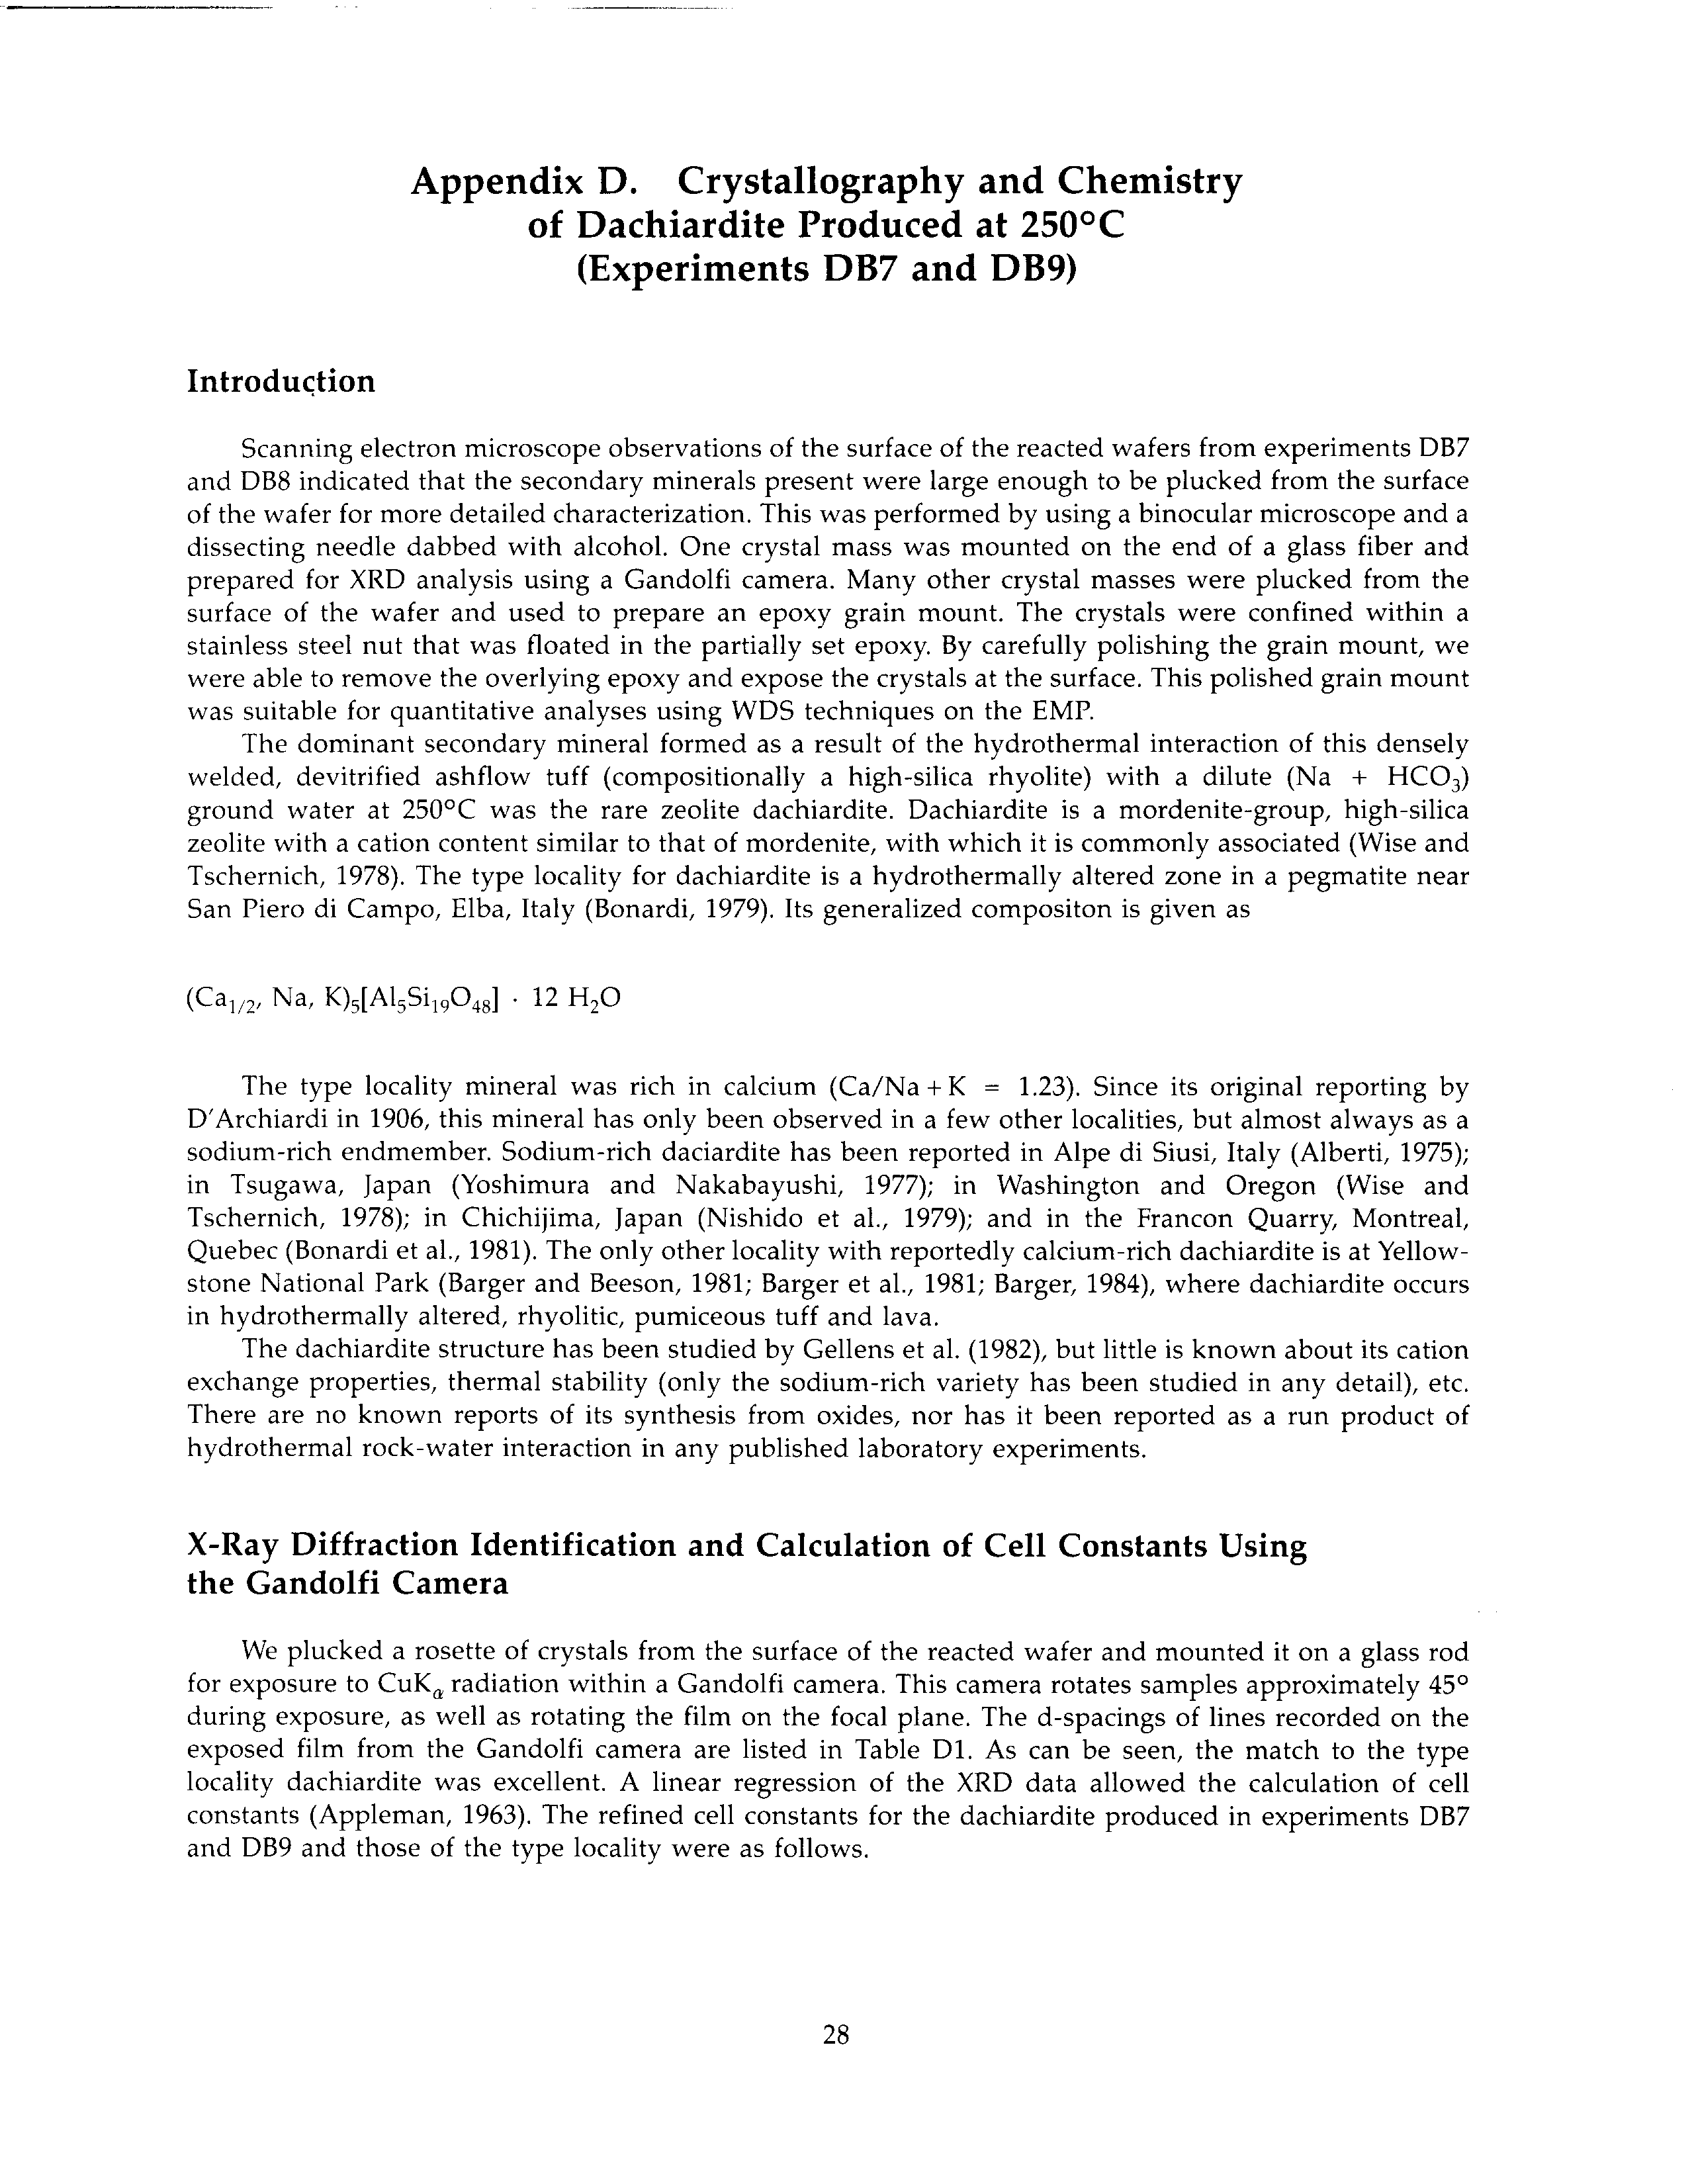 Appendix D. Crystallography and Chemistry
of Dachiardite Produced at 250°C
(Experiments DB7 and DB9)
Introduction
Scanning electron microscope observations of the surface of the reacted wafers from experiments DB7
and DB8 indicated that the secondary minerals present were large enough to be plucked from the surface
of the wafer for more detailed characterization. This was performed by using a binocular microscope and a
dissecting needle dabbed with alcohol. One crystal mass was mounted on the end of a glass fiber and
prepared for XRD analysis using a Gandolfi camera. Many other crystal masses were plucked from the
surface of the wafer and used to prepare an epoxy grain mount. The crystals were confined within a
stainless steel nut that was floated in the partially set epoxy. By carefully polishing the grain mount, we
were able to remove the overlying epoxy and expose the crystals at the surface. This polished grain mount
was suitable for quantitative analyses using WDS techniques on the EMP.
The dominant secondary mineral formed as a result of the hydrothermal interaction of this densely
welded, devitrified ashflow tuff (compositionally a high-silica rhyolite) with a dilute (Na + HCO₃)
ground water at 250°C was the rare zeolite dachiardite. Dachiardite is a mordenite-group, high-silica
zeolite with a cation content similar to that of mordenite, with which it is commonly associated (Wise and
Tschernich, 1978). The type locality for dachiardite is a hydrothermally altered zone in a pegmatite near
San Piero di Campo, Elba, Italy (Bonardi, 1979). Its generalized compositon is given as
(Ca₁/₂, Na, K)₅[Al₅Si₁₉O₄₈] · 12 H₂O
The type locality mineral was rich in calcium (Ca/Na + K = 1.23). Since its original reporting by
D'Archiardi in 1906, this mineral has only been observed in a few other localities, but almost always as a
sodium-rich endmember. Sodium-rich daciardite has been reported in Alpe di Siusi, Italy (Alberti, 1975);
in Tsugawa, Japan (Yoshimura and Nakabayushi, 1977); in Washington and Oregon (Wise and
Tschernich, 1978); in Chichijima, Japan (Nishido et al., 1979); and in the Francon Quarry, Montreal,
Quebec (Bonardi et al., 1981). The only other locality with reportedly calcium-rich dachiardite is at Yellow-
stone National Park (Barger and Beeson, 1981; Barger et al., 1981; Barger, 1984), where dachiardite occurs
in hydrothermally altered, rhyolitic, pumiceous tuff and lava.
The dachiardite structure has been studied by Gellens et al. (1982), but little is known about its cation
exchange properties, thermal stability (only the sodium-rich variety has been studied in any detail), etc.
There are no known reports of its synthesis from oxides, nor has it been reported as a run product of
hydrothermal rock-water interaction in any published laboratory experiments.
X-Ray Diffraction Identification and Calculation of Cell Constants Using
the Gandolfi Camera
We plucked a rosette of crystals from the surface of the reacted wafer and mounted it on a glass rod
for exposure to CuKα radiation within a Gandolfi camera. This camera rotates samples approximately 45°
during exposure, as well as rotating the film on the focal plane. The d-spacings of lines recorded on the
exposed film from the Gandolfi camera are listed in Table D1. As can be seen, the match to the type
locality dachiardite was excellent. A linear regression of the XRD data allowed the calculation of cell
constants (Appleman, 1963). The refined cell constants for the dachiardite produced in experiments DB7
and DB9 and those of the type locality were as follows.
28